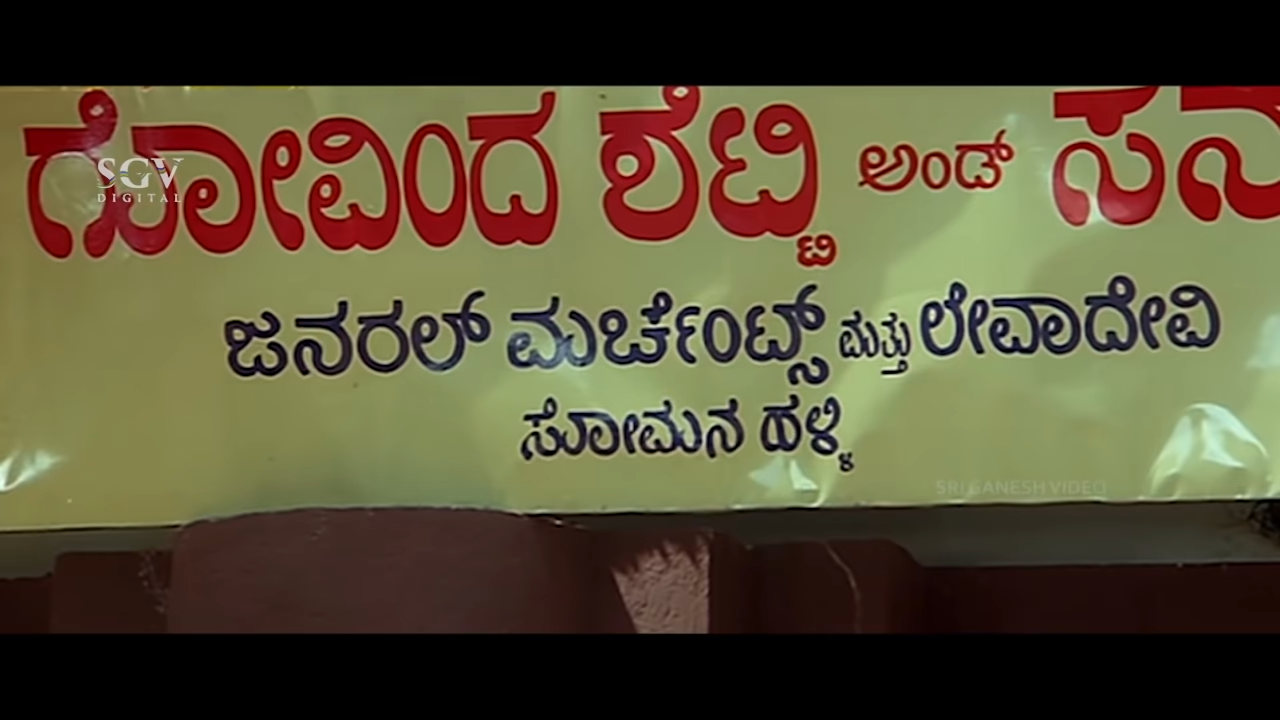 ಗೋವಿಂದ ಶೆಟ್ಟಿ ಅಂಡ್
ಜನರಲ್ ಮರ್ಚೆಂಟ್ಸ್ ಮತ್ತು ಲೇವಾದೇವಿ
ಸೋಮನ ಹಳ್ಳಿ
SGV
DIGITAL
SRI GANESH VIDEO